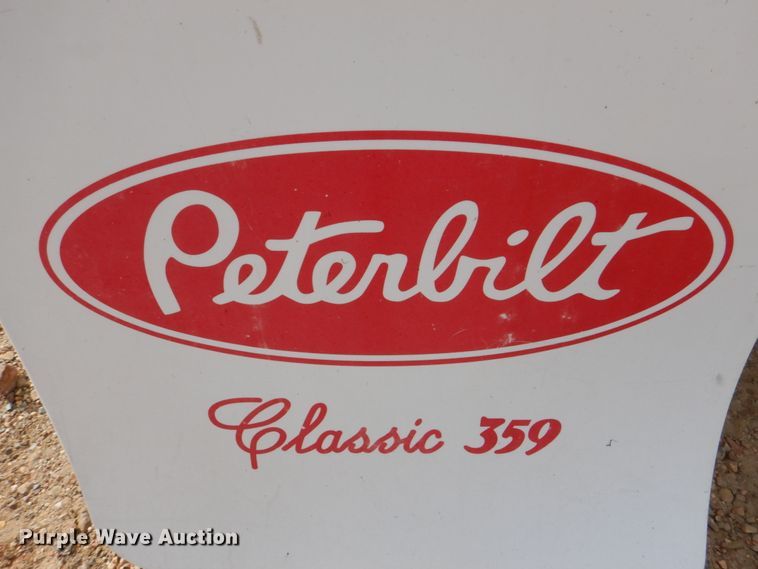 Peterbilt
Classic 359
Purple Wave Auction